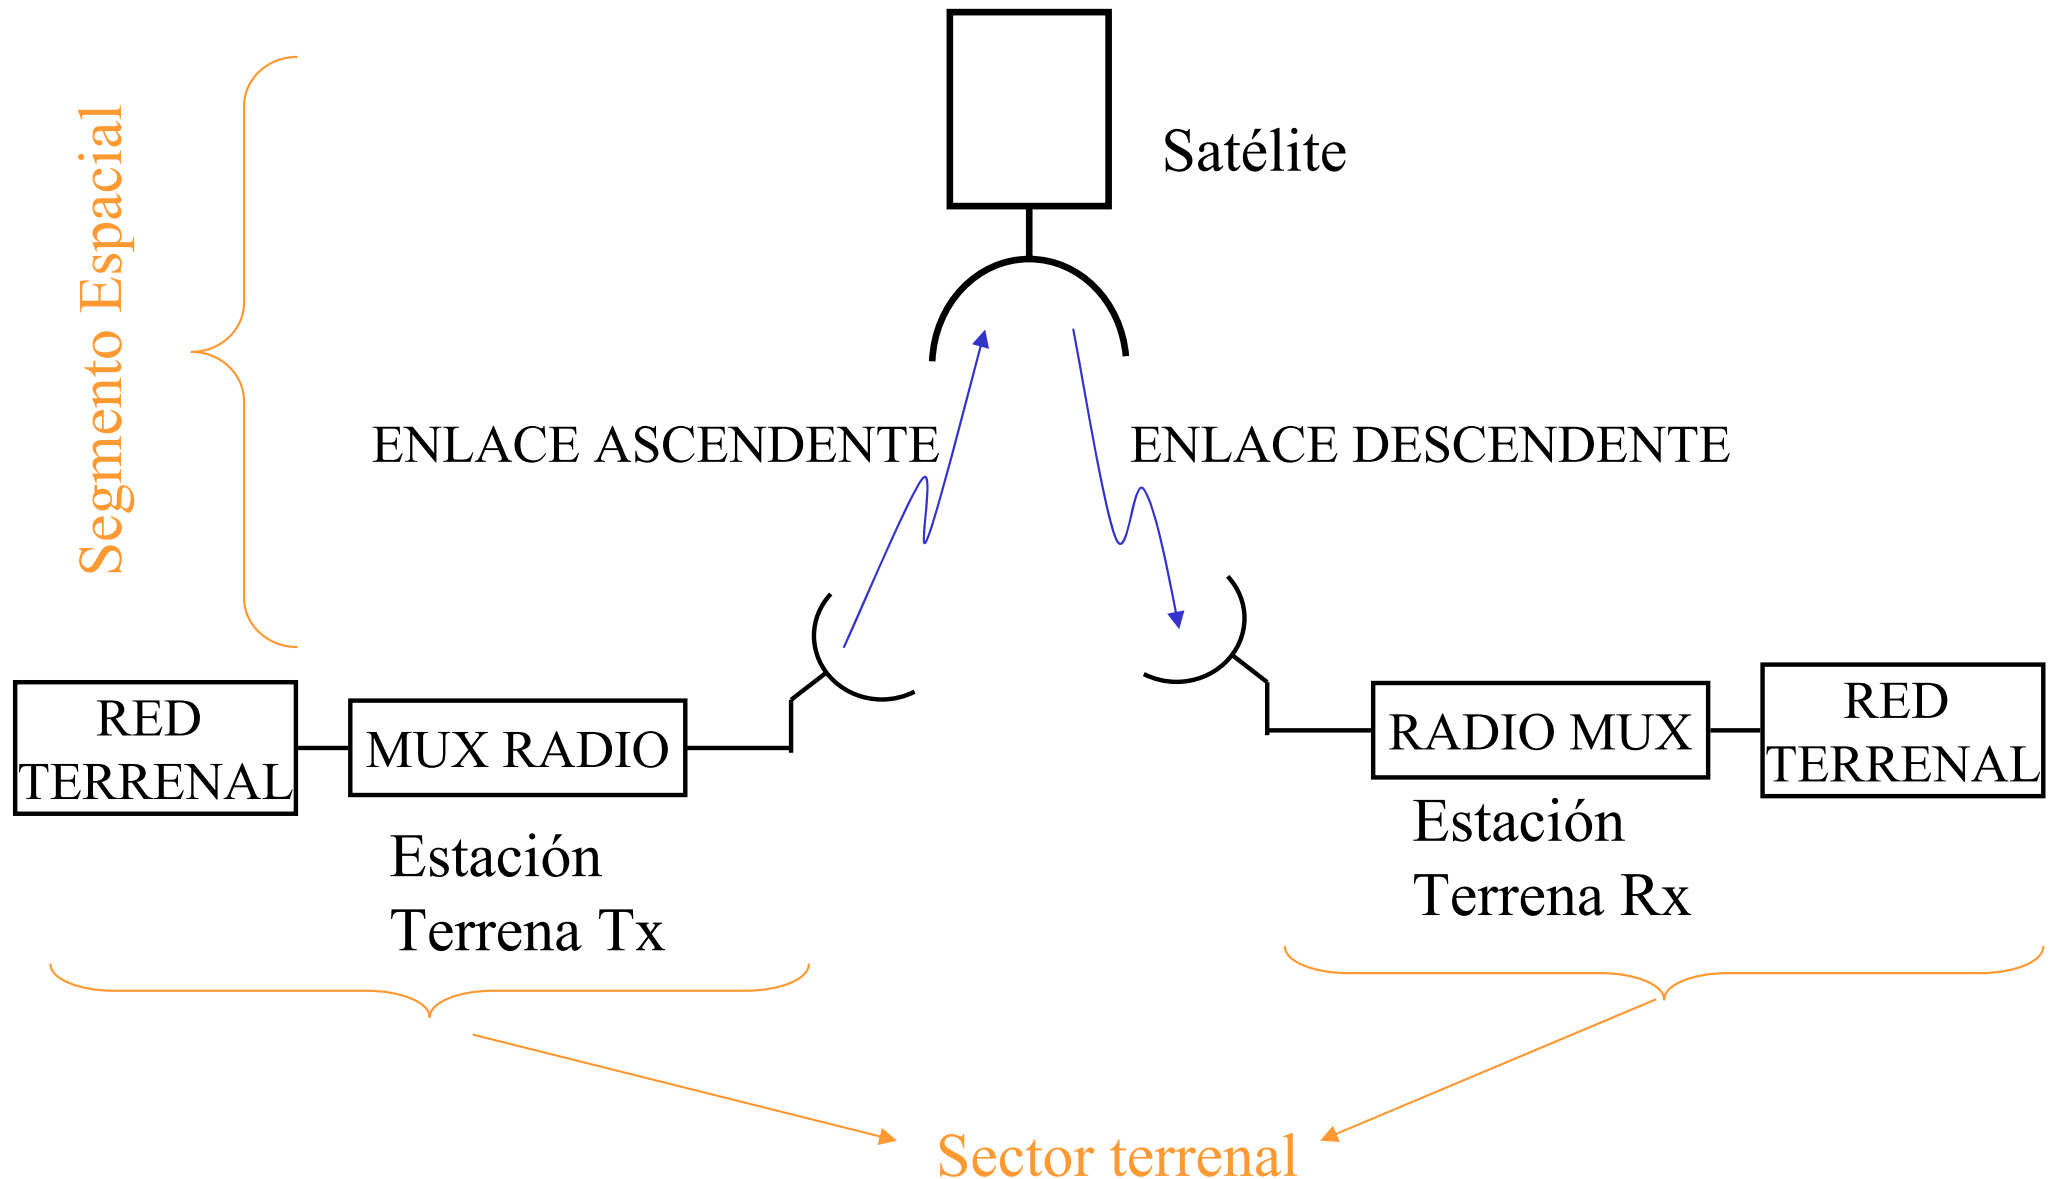 Satélite
Segmento Espacial
ENLACE ASCENDENTE
ENLACE DESCENDENTE
RED
TERRENAL
MUX RADIO
RADIO MUX
RED
TERRENAL
Estación
Terrena Tx
Estación
Terrena Rx
Sector terrenal